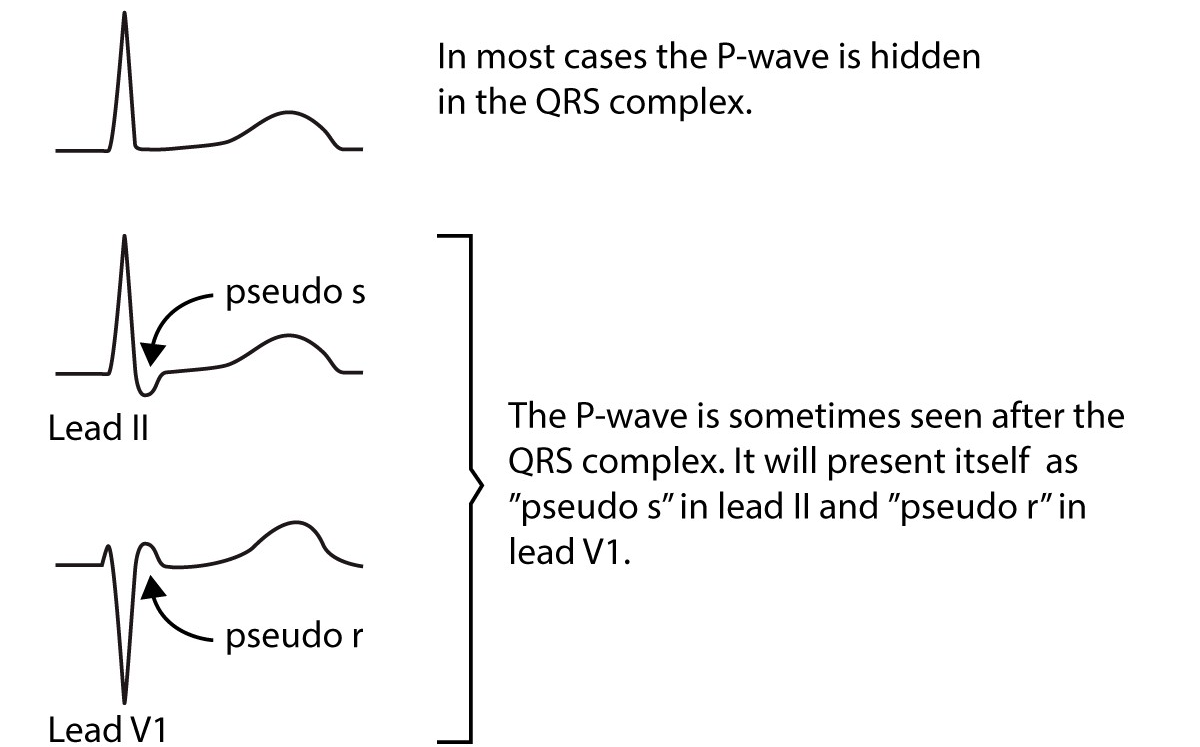 In most cases the P-wave is hidden
in the QRS complex.
pseudo s
Lead II
The P-wave is sometimes seen after the
QRS complex. It will present itself as
”pseudo s” in lead II and ”pseudo r” in
lead V1.
pseudo r
Lead V1